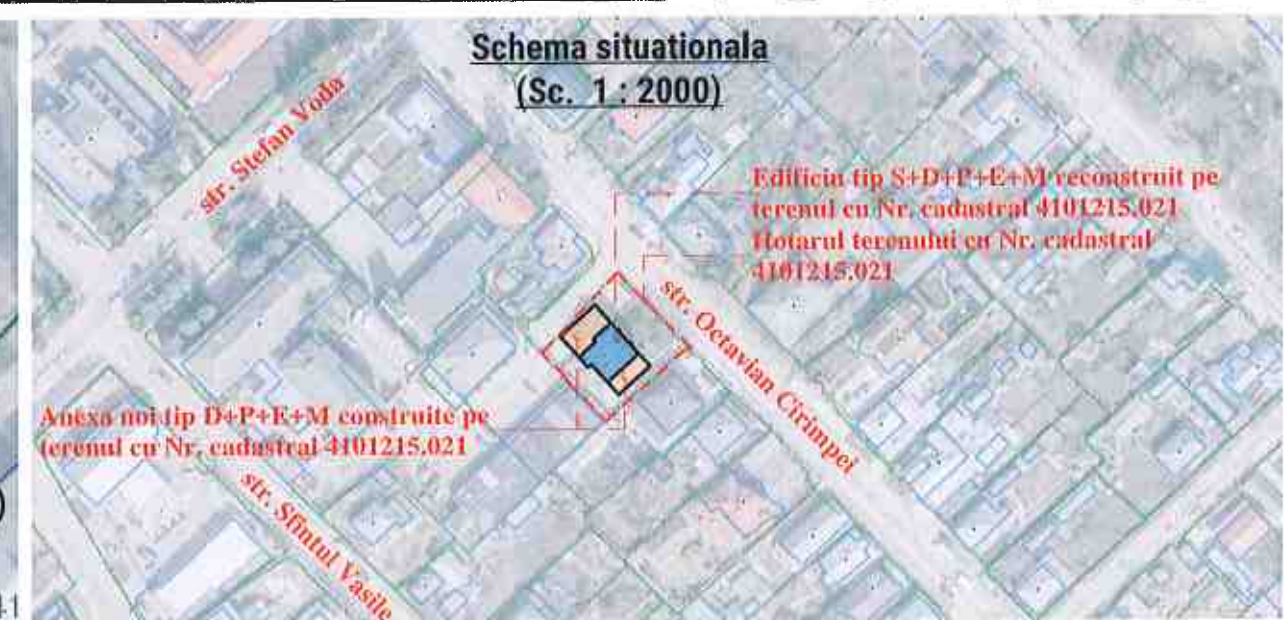 Schema situationala
(Sc. 1 : 2000)
str. Stefan Voda
Edificiu tip S+D+P+E+M reconstruit pe
terenul cu Nr. cadastral 4101215.021
Hotarul terenului cu Nr. cadastral
4101215.021
str. Octavian Cirimpei
Anexa noi tip D+P+E+M construite pe
terenul cu Nr. cadastral 4101215.021
str. Sfintul Vasile